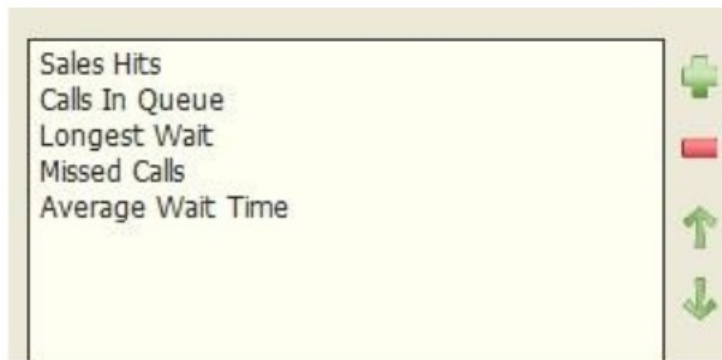 Sales Hits
Calls In Queue
Longest Wait
Missed Calls
Average Wait Time